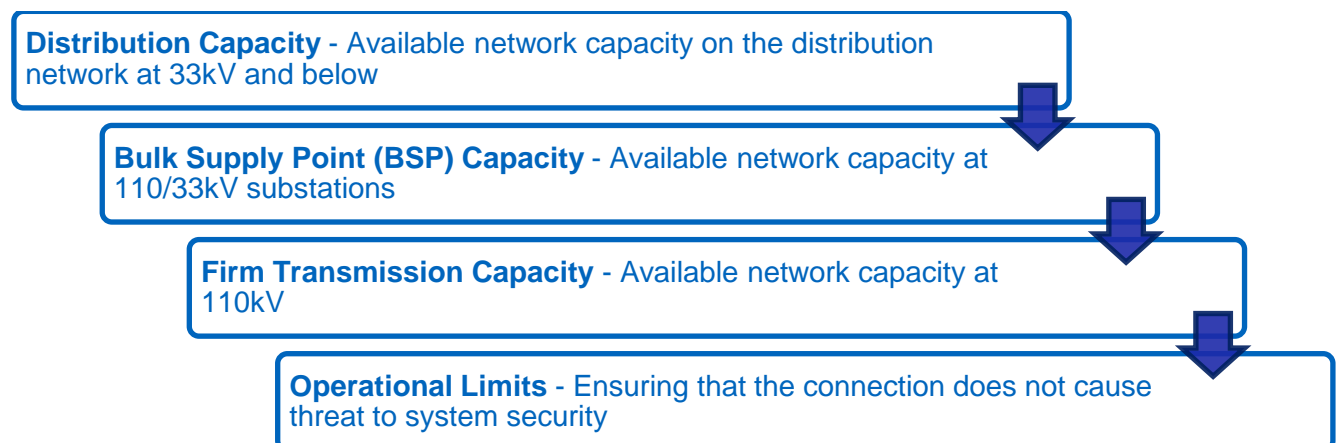 Distribution Capacity - Available network capacity on the distribution
network at 33kV and below
Bulk Supply Point (BSP) Capacity - Available network capacity at
110/33kV substations
Firm Transmission Capacity - Available network capacity at
110kV
Operational Limits - Ensuring that the connection does not cause
threat to system security